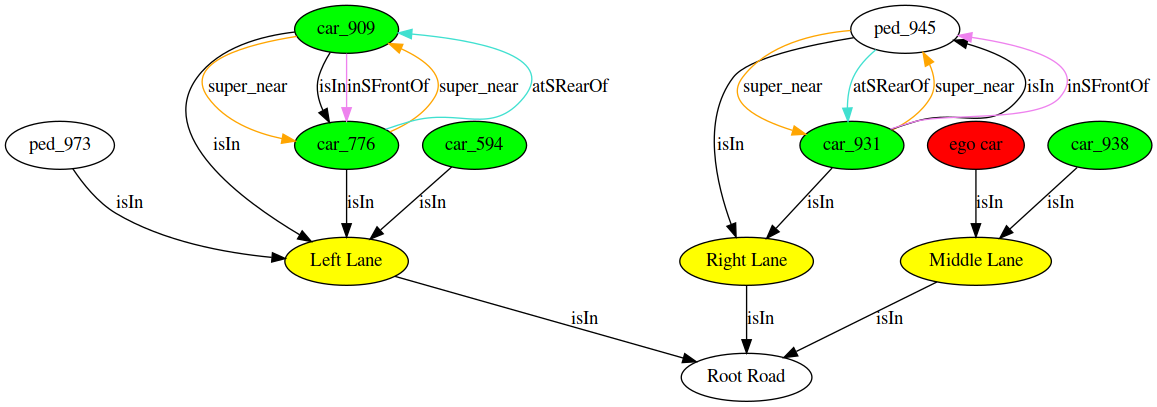 car_909
ped_945
super_near
isIn
inSFrontOf
super_near
atSRearOf
super_near
atSRearOf
super_near
isIn
inSFrontOf
ped_973
car_776
car_594
car_931
ego car
car_938
isIn
isIn
isIn
isIn
isIn
isIn
isIn
isIn
Left Lane
Right Lane
Middle Lane
isIn
isIn
isIn
Root Road